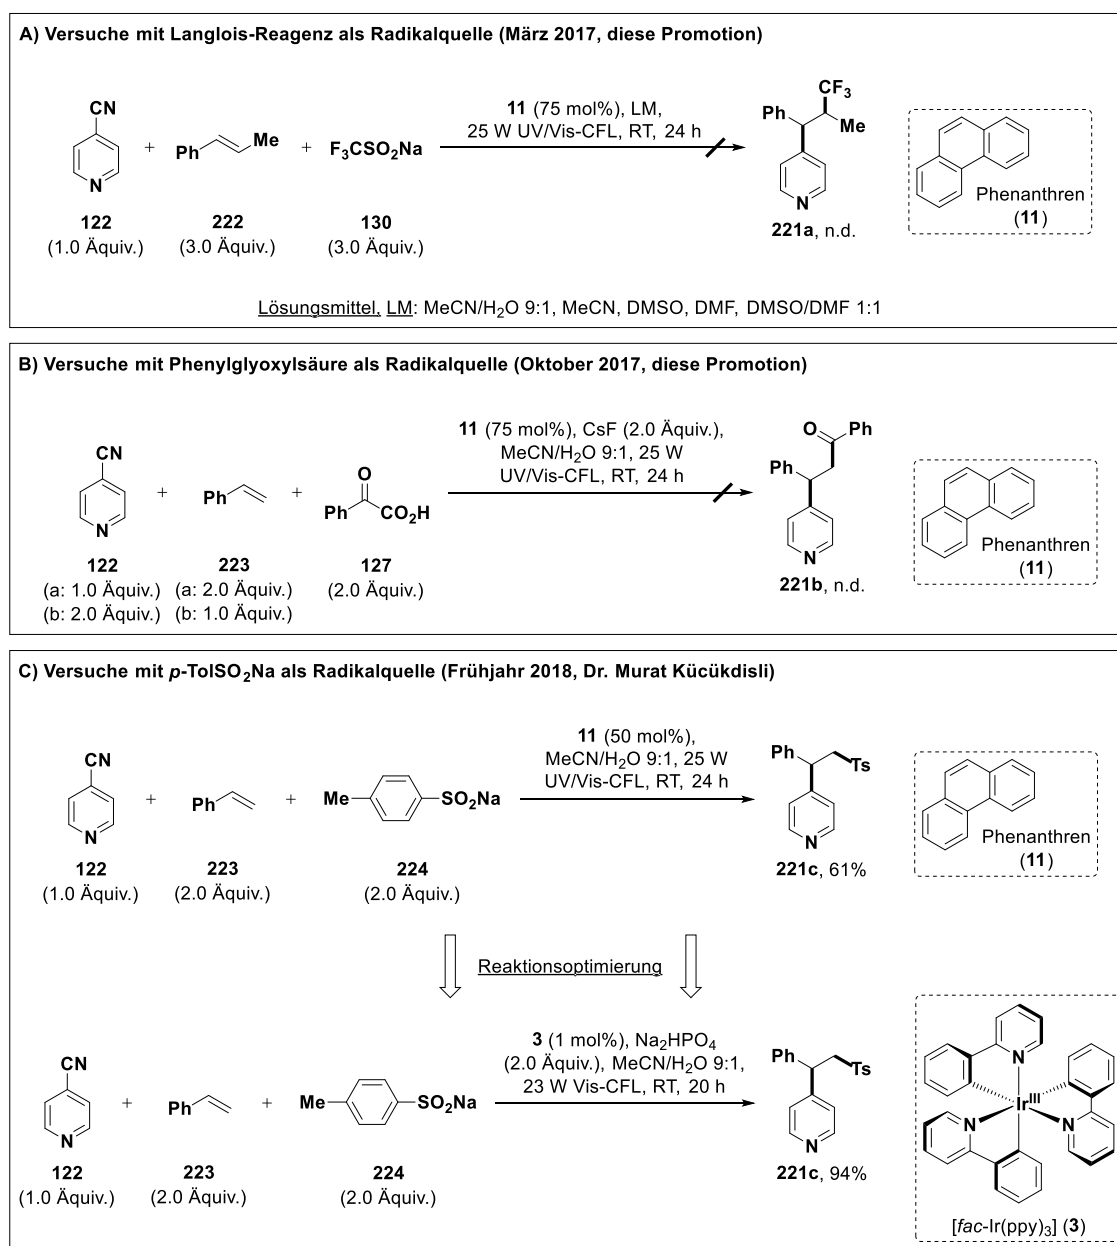 A) Versuche mit Langlois-Reagenz als Radikalquelle (März 2017, diese Promotion)
CN
N
122
(1.0 Äquiv.)
+
Ph
Me
222
(3.0 Äquiv.)
+
F₃CSO₂Na
130
(3.0 Äquiv.)
11 (75 mol%), LM,
25 W UV/Vis-CFL, RT, 24 h
CF₃
Ph
Me
N
221a, n.d.
Phenanthren
(11)
Lösungsmittel, LM: MeCN/H₂O 9:1, MeCN, DMSO, DMF, DMSO/DMF 1:1
B) Versuche mit Phenylglyoxylsäure als Radikalquelle (Oktober 2017, diese Promotion)
CN
N
122
(a: 1.0 Äquiv.)
(b: 2.0 Äquiv.)
+
Ph
223
(a: 2.0 Äquiv.)
(b: 1.0 Äquiv.)
+
O
Ph
CO₂H
127
(2.0 Äquiv.)
11 (75 mol%), CsF (2.0 Äquiv.),
MeCN/H₂O 9:1, 25 W
UV/Vis-CFL, RT, 24 h
O
Ph
Ph
N
221b, n.d.
Phenanthren
(11)
C) Versuche mit p-TolSO₂Na als Radikalquelle (Frühjahr 2018, Dr. Murat Kücükdisli)
CN
N
122
(1.0 Äquiv.)
+
Ph
223
(2.0 Äquiv.)
+
Me
SO₂Na
224
(2.0 Äquiv.)
11 (50 mol%),
MeCN/H₂O 9:1, 25 W
UV/Vis-CFL, RT, 24 h
Ph
Ts
N
221c, 61%
Phenanthren
(11)
Reaktionsoptimierung
CN
N
122
(1.0 Äquiv.)
+
Ph
223
(2.0 Äquiv.)
+
Me
SO₂Na
224
(2.0 Äquiv.)
3 (1 mol%), Na₂HPO₄
(2.0 Äquiv.), MeCN/H₂O 9:1,
23 W Vis-CFL, RT, 20 h
Ph
Ts
N
221c, 94%
N
Irᴵᴵᴵ
N
N
[fac-Ir(ppy)₃] (3)